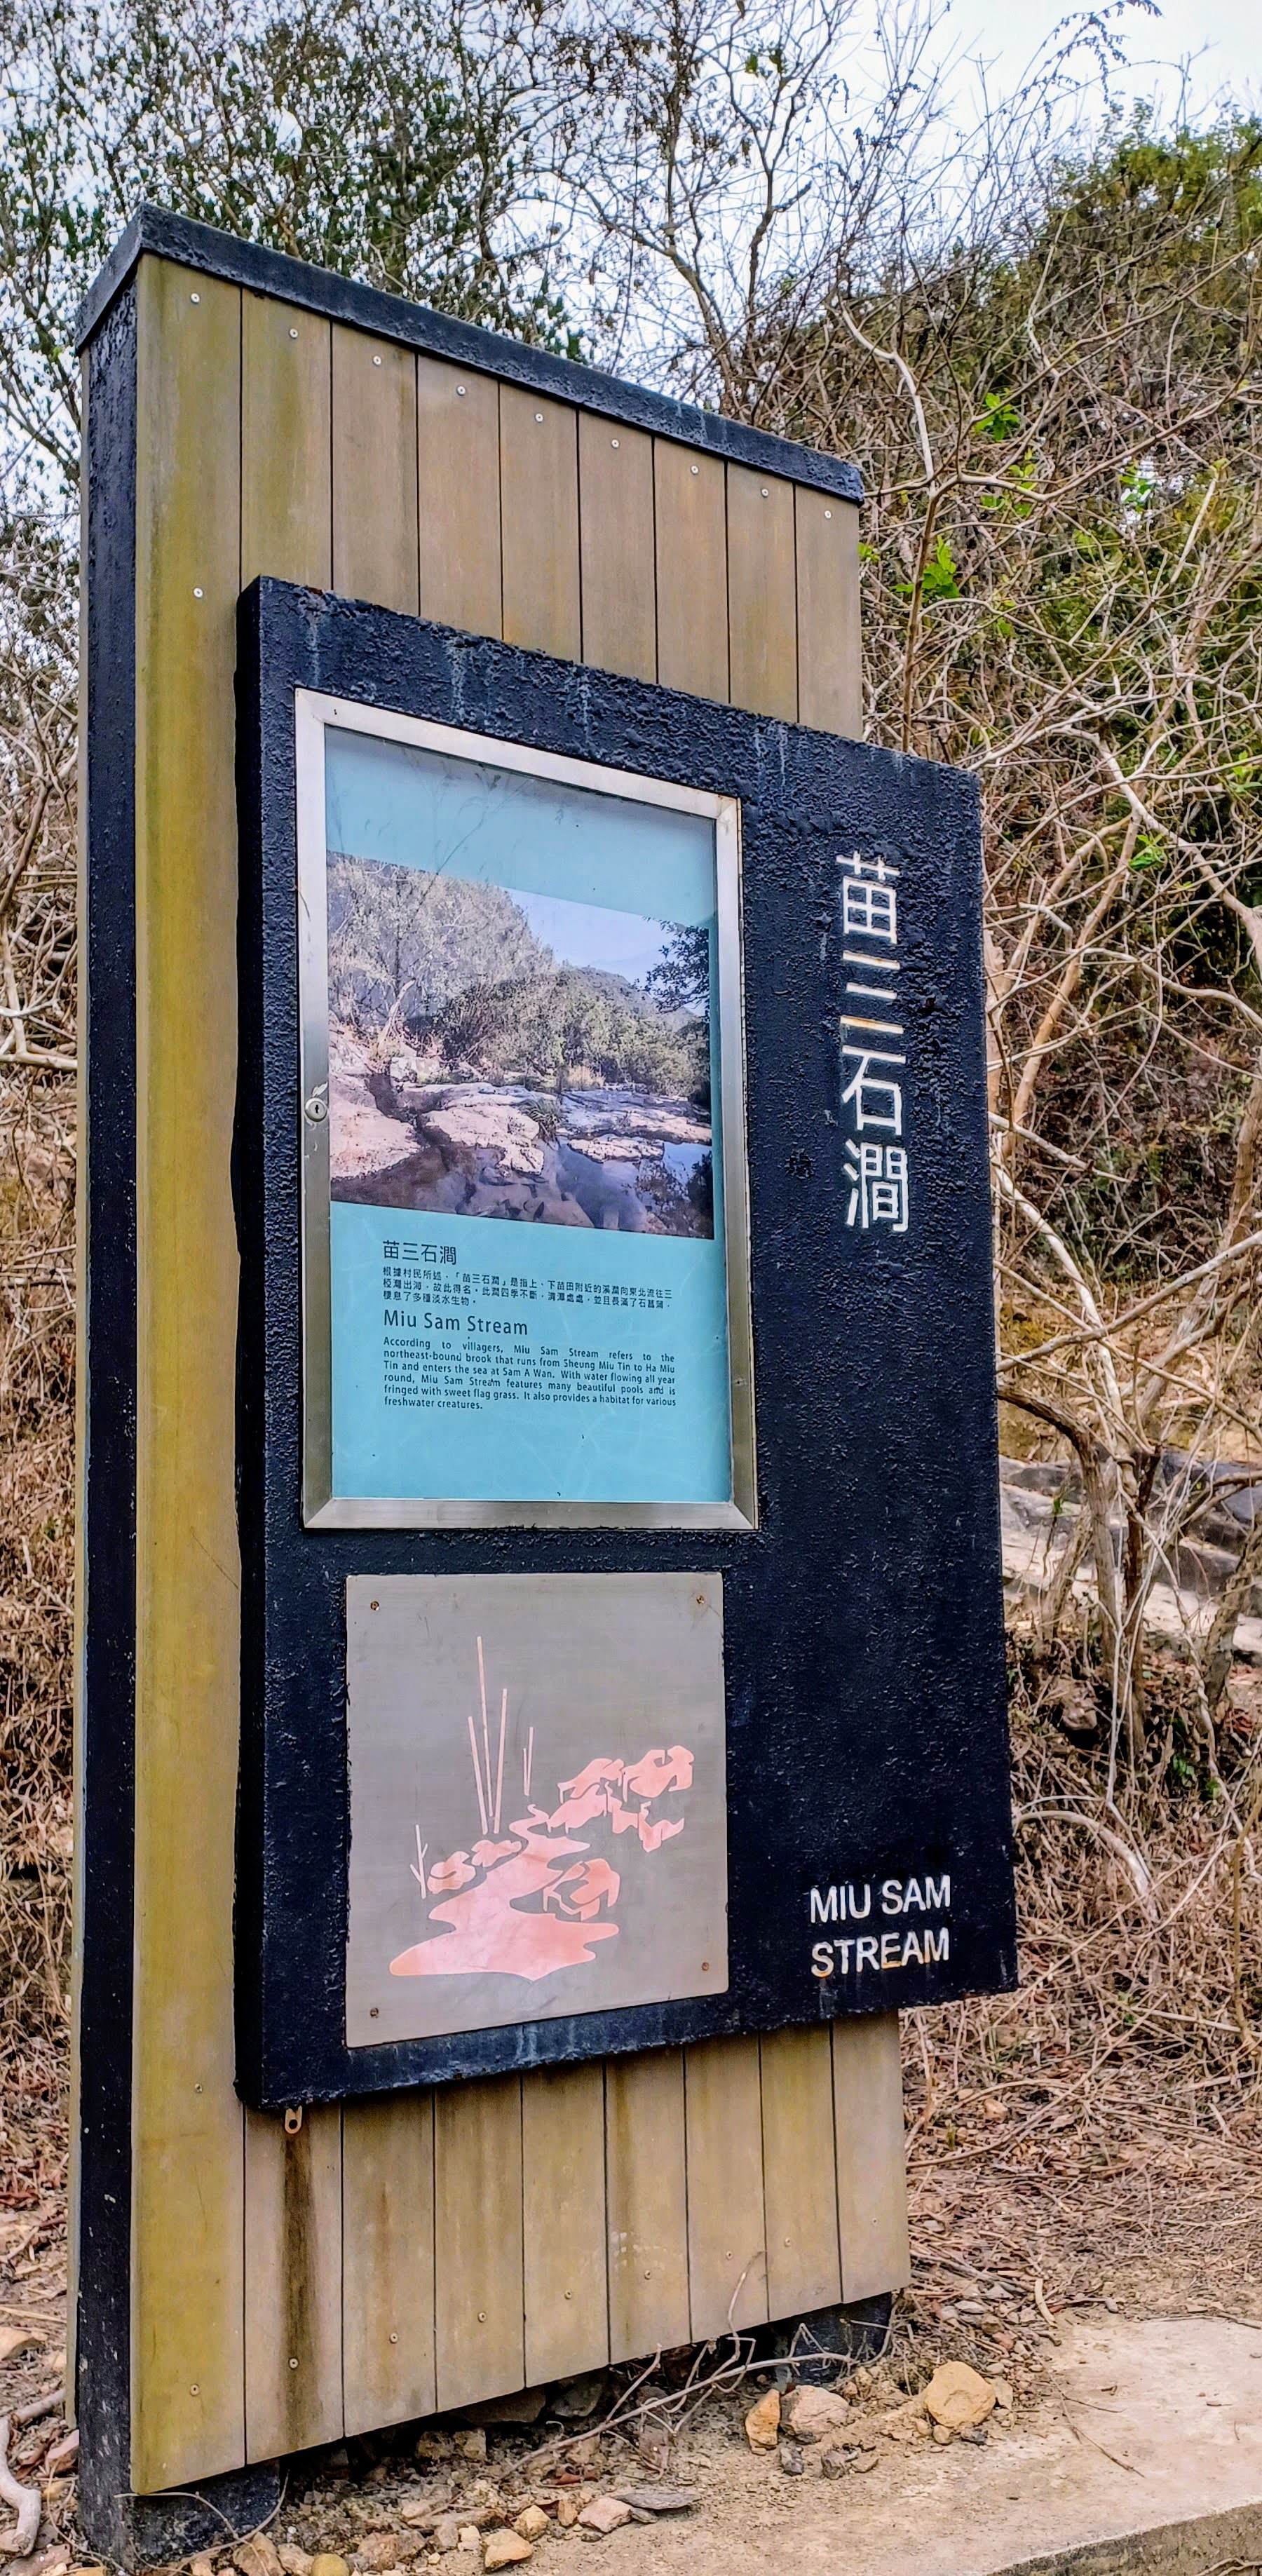 苗三石澗
苗三石澗
根據村民所述，「苗三石澗」是指上、下苗田附近的溪澗向東北流往三
椏灣出海，故此得名。此澗四季不斷，清潭處處，並且長滿了石菖蒲，
棲息了多種淡水生物。
Miu Sam Stream
According to villagers, Miu Sam Stream refers to the
northeast-bound brook that runs from Sheung Miu Tin to Ha Miu
Tin and enters the sea at Sam A Wan. With water flowing all year
round, Miu Sam Stream features many beautiful pools and is
fringed with sweet flag grass. It also provides a habitat for various
freshwater creatures.
MIU SAM
STREAM